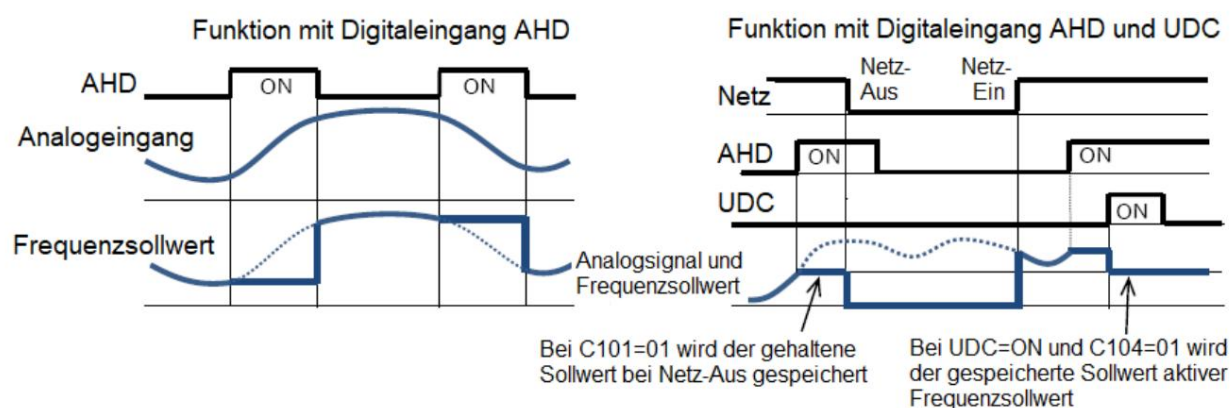 Funktion mit Digitaleingang AHD
AHD
ON
ON
Analogeingang
Frequenzsollwert
Funktion mit Digitaleingang AHD und UDC
Netz-
Aus
Netz-
Ein
Netz
AHD
ON
ON
UDC
ON
Analogsignal und
Frequenzsollwert
Bei C101=01 wird der gehaltene
Sollwert bei Netz-Aus gespeichert
Bei UDC=ON und C104=01 wird
der gespeicherte Sollwert aktiver
Frequenzsollwert